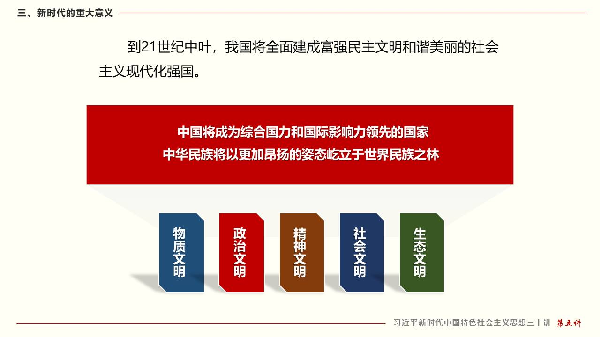 三、新时代的重大意义
到21世纪中叶，我国将全面建成富强民主文明和谐美丽的社会
主义现代化强国。
中国将成为综合国力和国际影响力领先的国家
中华民族将以更加昂扬的姿态屹立于世界民族之林
物质文明
政治文明
精神文明
社会文明
生态文明
习近平新时代中国特色社会主义思想三十讲 第五讲